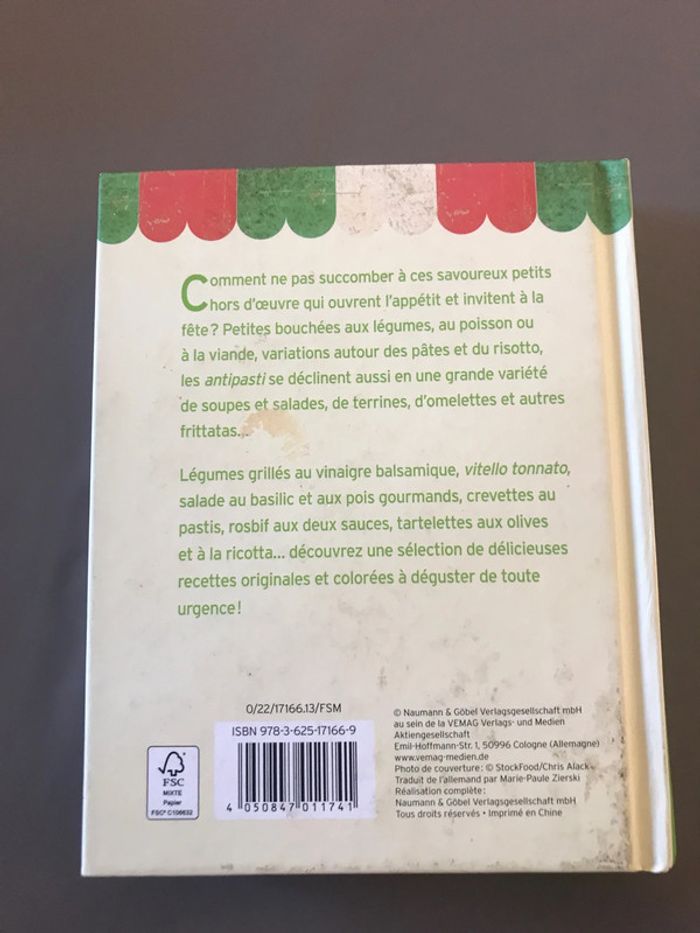 Comment ne pas succomber à ces savoureux petits
hors d'œuvre qui ouvrent l'appétit et invitent à la
fête ? Petites bouchées aux légumes, au poisson ou
à la viande, variations autour des pâtes et du risotto,
les antipasti se déclinent aussi en une grande variété
de soupes et salades, de terrines, d'omelettes et autres
frittatas...
Légumes grillés au vinaigre balsamique, vitello tonnato,
salade au basilic et aux pois gourmands, crevettes au
pastis, rosbif aux deux sauces, tartelettes aux olives
et à la ricotta... découvrez une sélection de délicieuses
recettes originales et colorées à déguster de toute
urgence !
0/22/17166.13/FSM
ISBN 978-3-625-17166-9
4 050847 011741
FSC
MIXTE
Papier
FSC® C106632
© Naumann & Göbel Verlagsgesellschaft mbH
au sein de la VEMAG Verlags- und Medien
Aktiengesellschaft
Emil-Hoffmann-Str. 1, 50996 Cologne (Allemagne)
www.vemag-medien.de
Photo de couverture : © StockFood/Chris Alack
Traduit de l'allemand par Marie-Paule Zierski
Réalisation complète :
Naumann & Göbel Verlagsgesellschaft mbH
Tous droits réservés • Imprimé en Chine